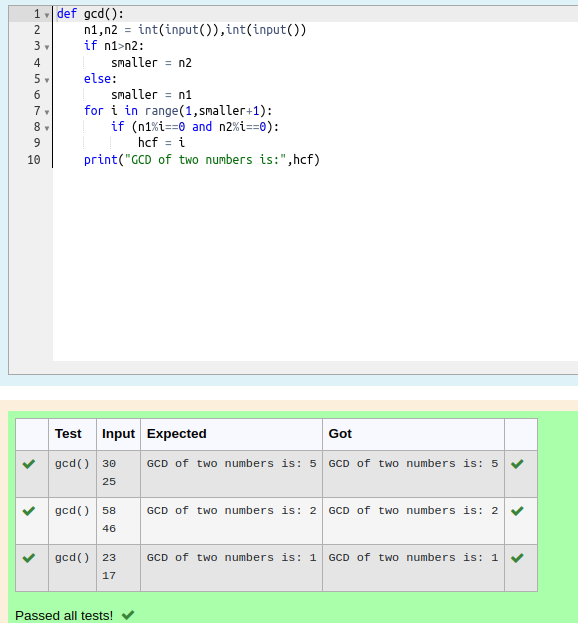 1 def gcd():
2     n1,n2 = int(input()),int(input())
3     if n1>n2:
4         smaller = n2
5     else:
6         smaller = n1
7     for i in range(1,smaller+1):
8         if (n1%i==0 and n2%i==0):
9             hcf = i
10     print("GCD of two numbers is:",hcf)
Test Input Expected Got
gcd() 30 GCD of two numbers is: 5 GCD of two numbers is: 5
25
gcd() 58 GCD of two numbers is: 2 GCD of two numbers is: 2
46
gcd() 23 GCD of two numbers is: 1 GCD of two numbers is: 1
17
Passed all tests!